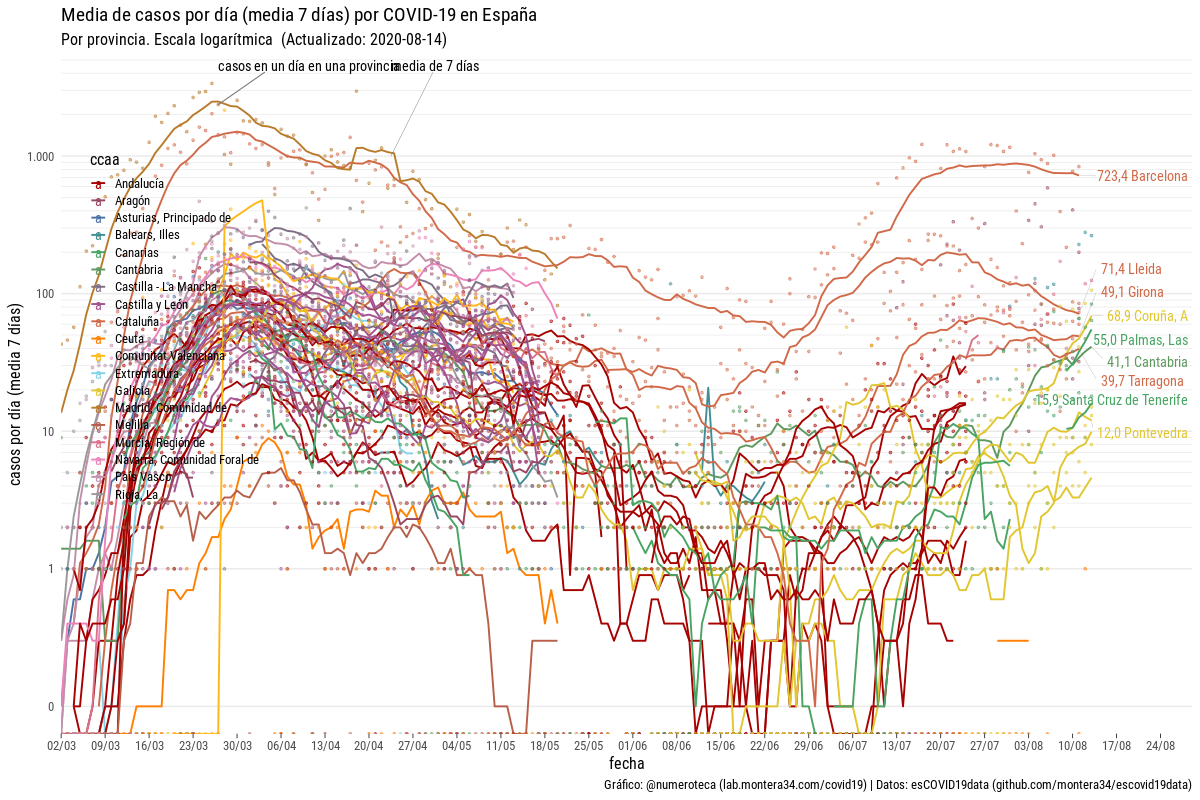 Media de casos por día (media 7 días) por COVID-19 en España
Por provincia. Escala logarítmica (Actualizado: 2020-08-14)
casos en un día en una provincia
media de 7 días
casos por día (media 7 días)
1.000
100
10
1
0
ccaa
Andalucía
Aragón
Asturias, Principado de
Balears, Illes
Canarias
Cantabria
Castilla - La Mancha
Castilla y León
Cataluña
Ceuta
Comunitat Valenciana
Extremadura
Galicia
Madrid, Comunidad de
Melilla
Murcia, Región de
Navarra, Comunidad Foral de
País Vasco
Rioja, La
723,4 Barcelona
71,4 Lleida
49,1 Girona
68,9 Coruña, A
55,0 Palmas, Las
41,1 Cantabria
39,7 Tarragona
15,9 Santa Cruz de Tenerife
12,0 Pontevedra
02/03 09/03 16/03 23/03 30/03 06/04 13/04 20/04 27/04 04/05 11/05 18/05 25/05 01/06 08/06 15/06 22/06 29/06 06/07 13/07 20/07 27/07 03/08 10/08 17/08 24/08
fecha
Gráfico: @numeroteca (lab.montera34.com/covid19) | Datos: esCOVID19data (github.com/montera34/escovid19data)